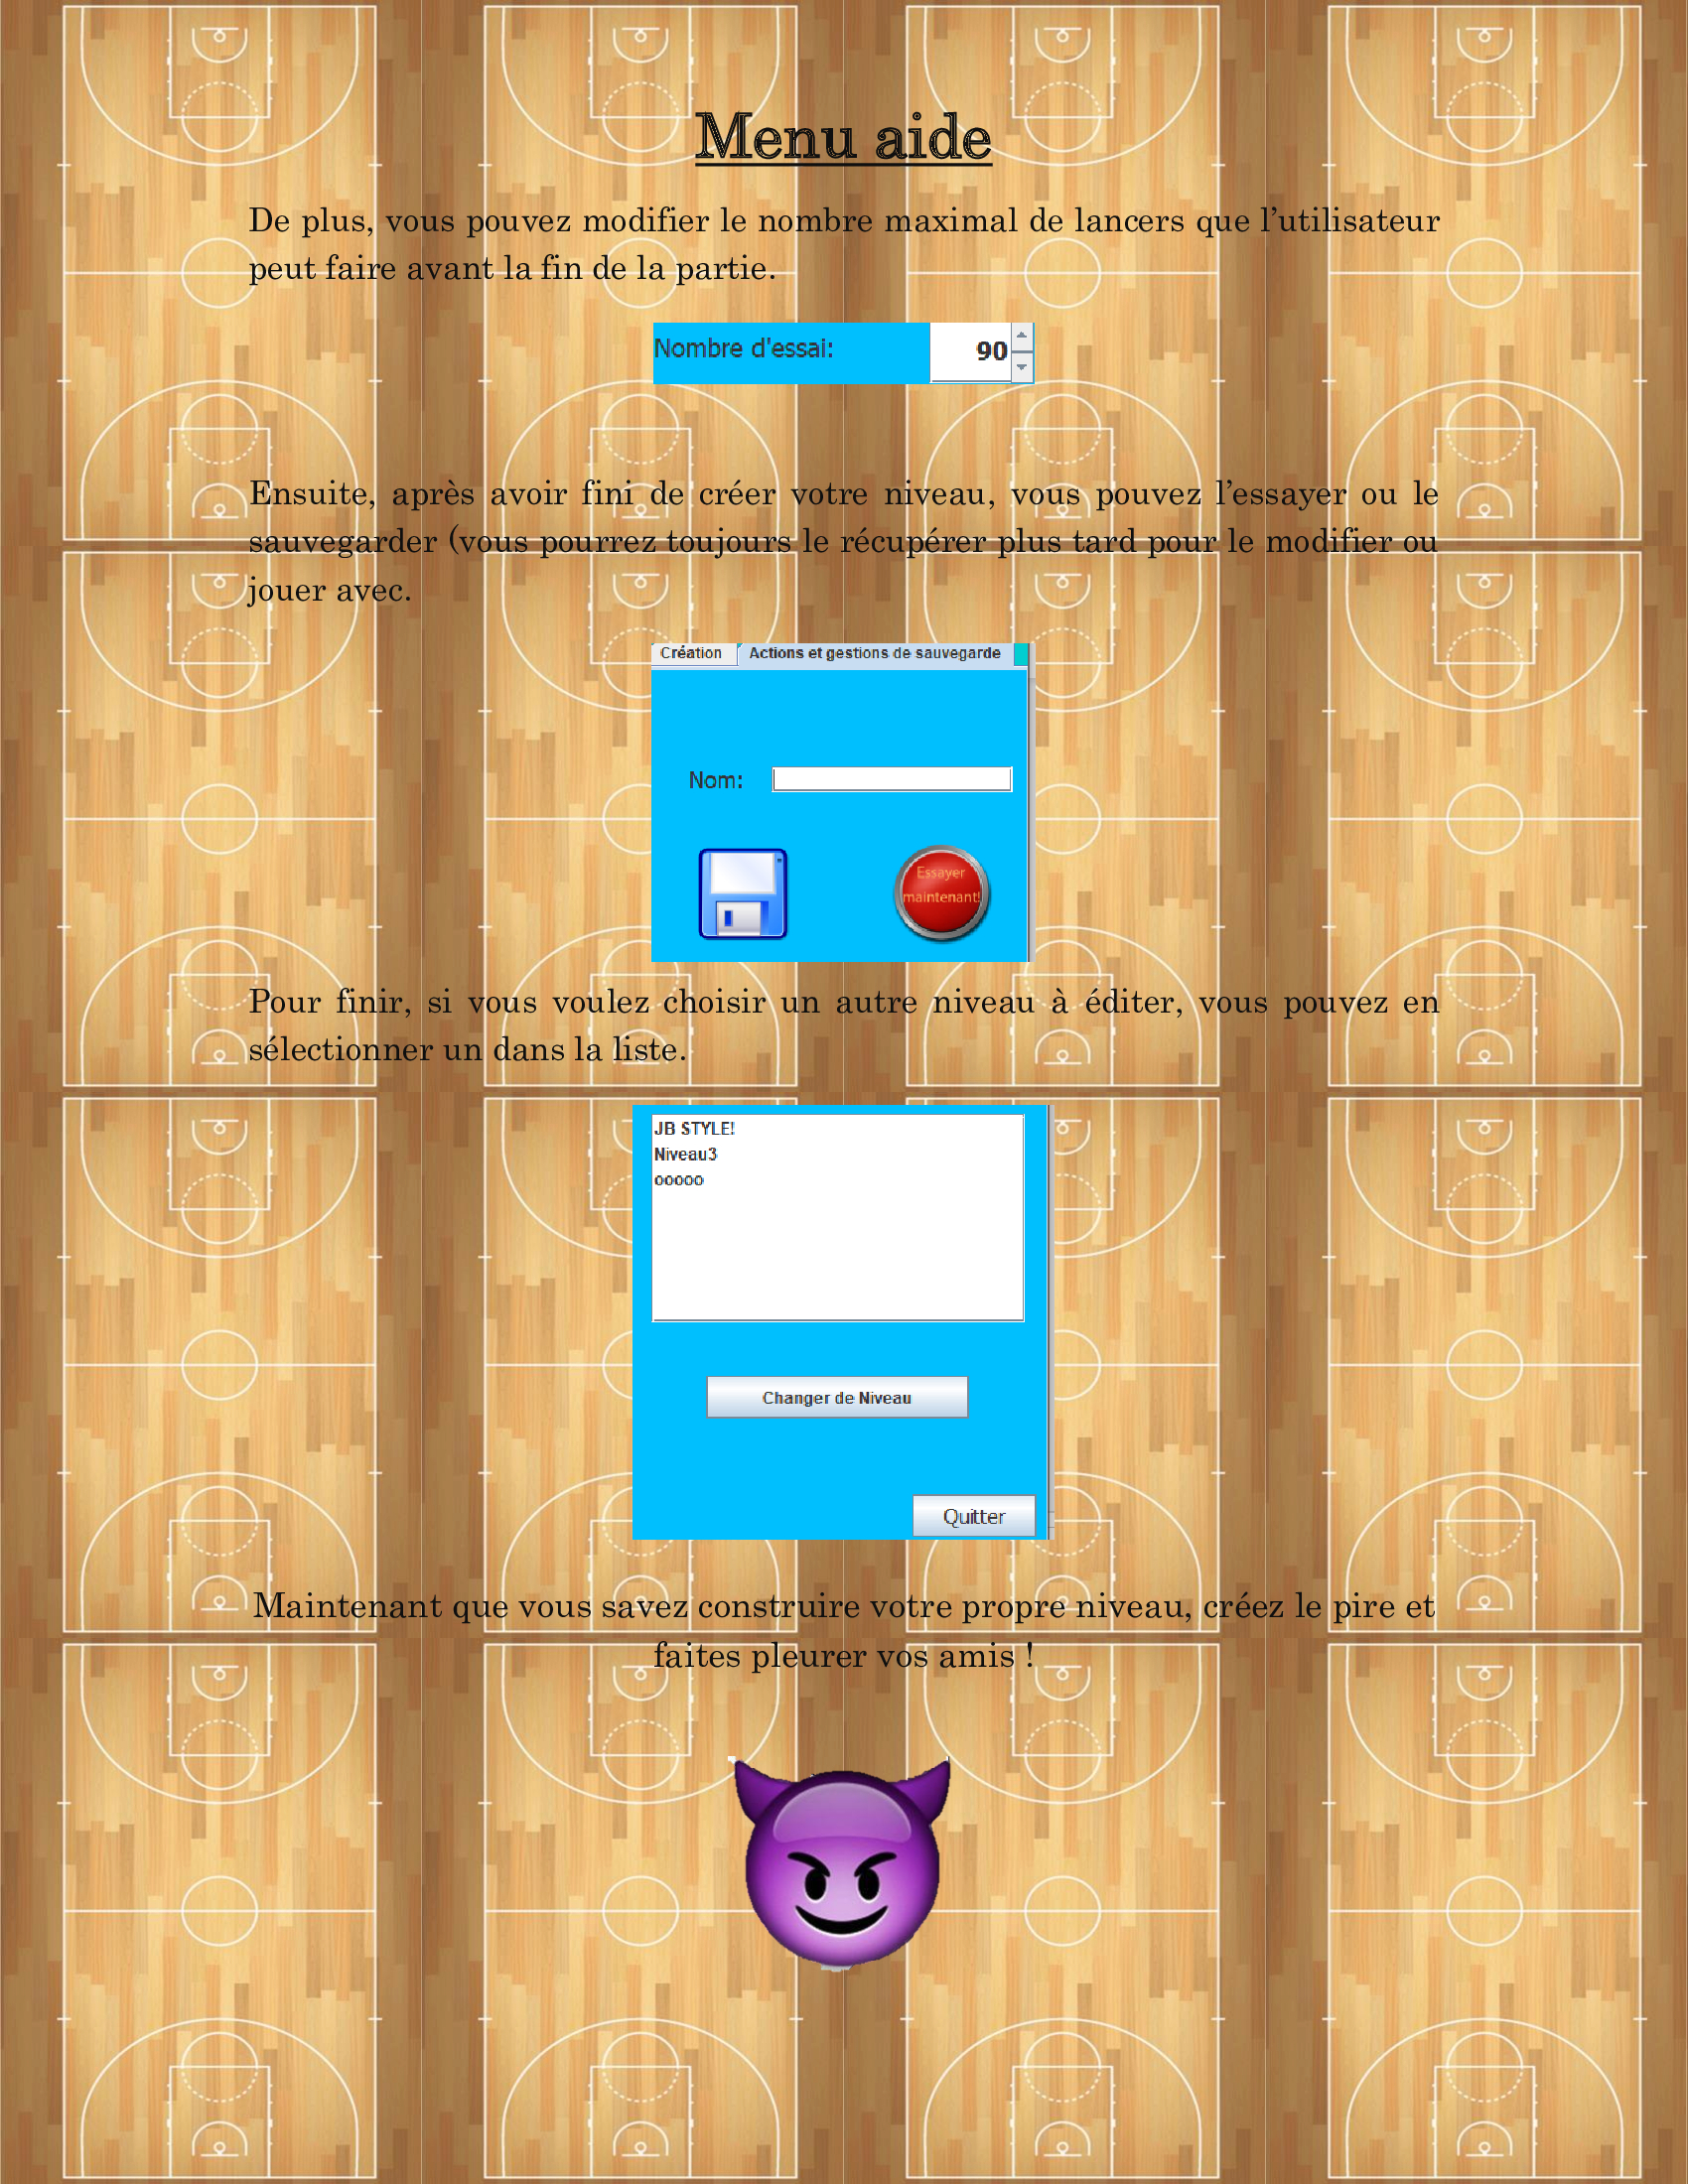 Menu aide
De plus, vous pouvez modifier le nombre maximal de lancers que l’utilisateur
peut faire avant la fin de la partie.
Nombre d'essai: 90
Ensuite, après avoir fini de créer votre niveau, vous pouvez l’essayer ou le
sauvegarder (vous pourrez toujours le récupérer plus tard pour le modifier ou
jouer avec.
Création Actions et gestions de sauvegarde
Nom:
Essayer
maintenant!
Pour finir, si vous voulez choisir un autre niveau à éditer, vous pouvez en
sélectionner un dans la liste.
JB STYLE!
Niveau3
ooooo
Changer de Niveau
Quitter
Maintenant que vous savez construire votre propre niveau, créez le pire et
faites pleurer vos amis !